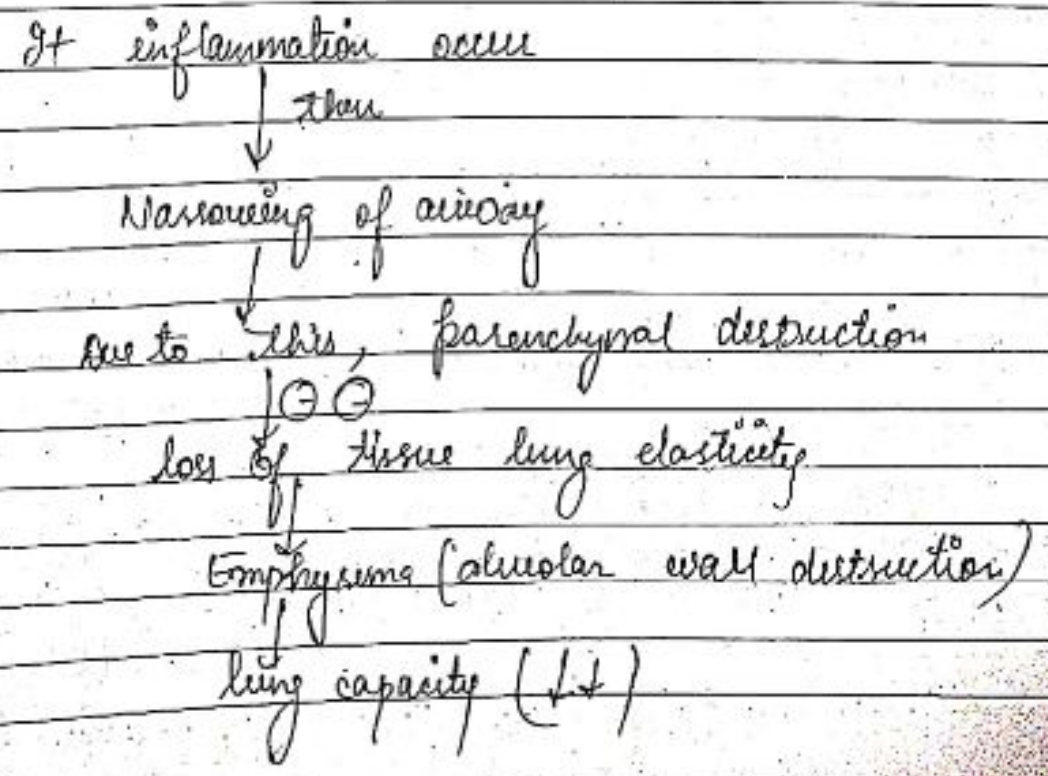 If inflammation occur
↓ then
Narrowing of airway
↓
Due to this, parenchymal destruction
↓ ⊖ ⊖
loss of tissue lung elasticity
↓
Emphysema (alveolar wall destruction)
↓
lung capacity (↓↓)